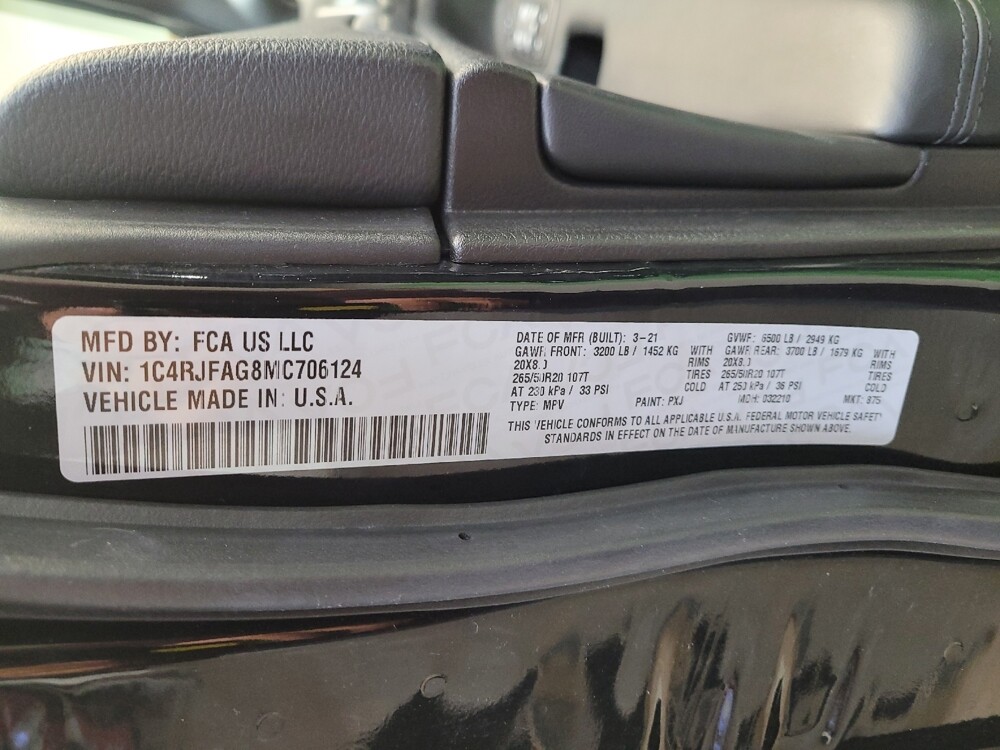 MFD BY: FCA US LLC
VIN: 1C4RJFAG8MC706124
VEHICLE MADE IN: U.S.A.
DATE OF MFR (BUILT): 3-21 GVWR: 6500 LB / 2949 KG
GAWR FRONT: 3200 LB / 1452 KG WITH GAWR REAR: 3700 LB / 1679 KG WITH
20X8.0 RIMS 20X8.0 RIMS
265/50R20 107T TIRES 265/50R20 107T TIRES
AT 230 kPa / 33 PSI COLD AT 250 kPa / 36 PSI COLD
TYPE: MPV PAINT: PXJ MDH: 032210 MKT: 875
THIS VEHICLE CONFORMS TO ALL APPLICABLE U.S.A. FEDERAL MOTOR VEHICLE SAFETY
STANDARDS IN EFFECT ON THE DATE OF MANUFACTURE SHOWN ABOVE.